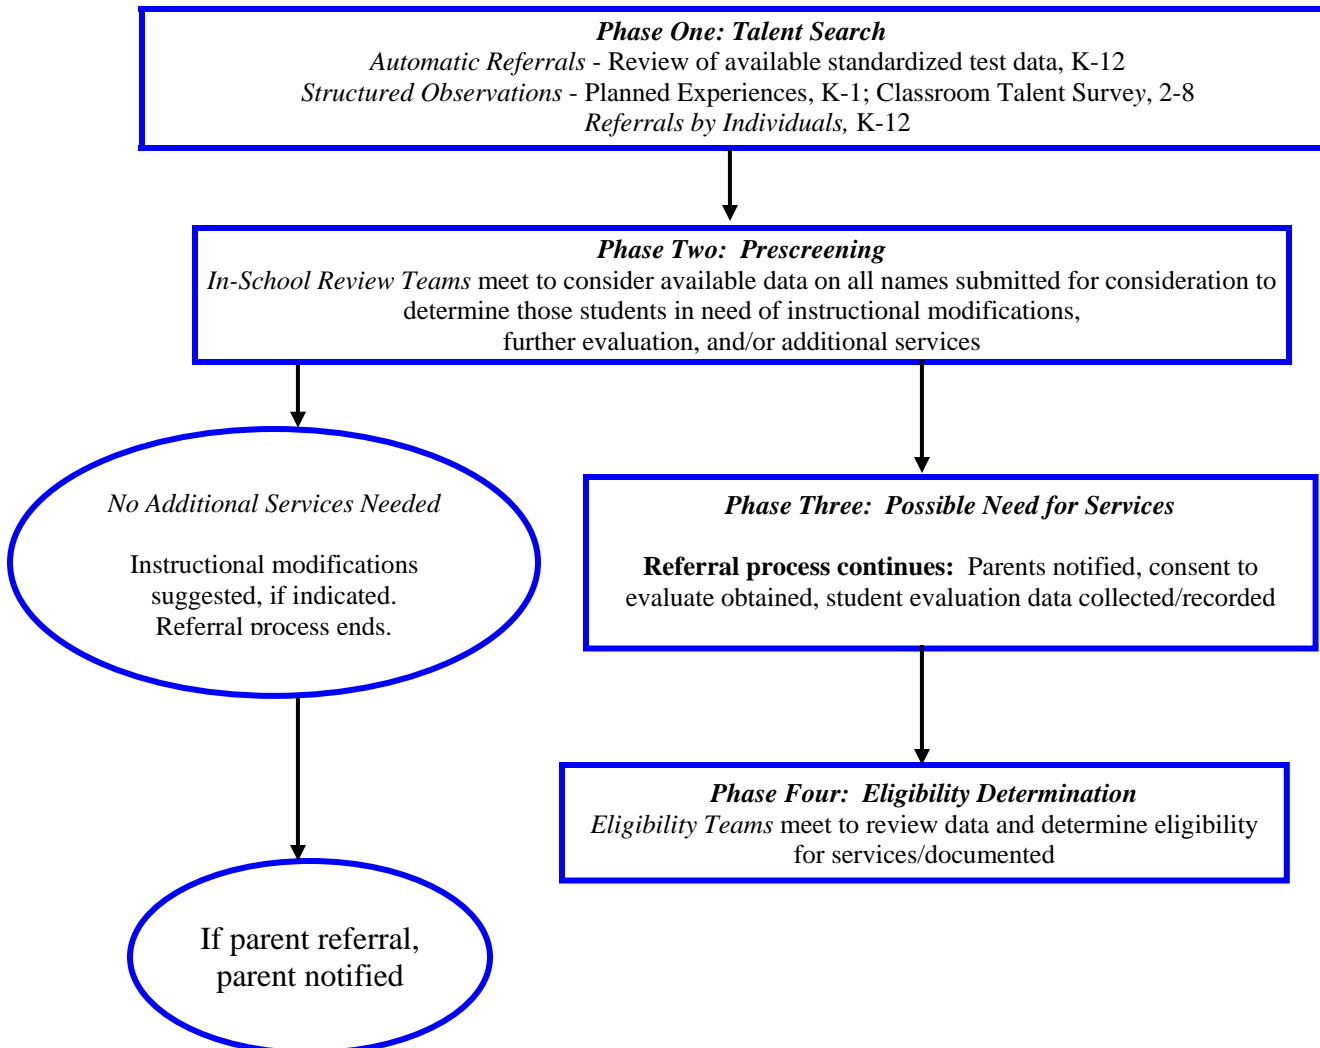 Phase One: Talent Search
Automatic Referrals - Review of available standardized test data, K-12
Structured Observations - Planned Experiences, K-1; Classroom Talent Survey, 2-8
Referrals by Individuals, K-12
Phase Two:  Prescreening
In-School Review Teams meet to consider available data on all names submitted for consideration to
determine those students in need of instructional modifications,
further evaluation, and/or additional services
No Additional Services Needed
Instructional modifications
suggested, if indicated.
Referral process ends.
Phase Three:  Possible Need for Services
Referral process continues:  Parents notified, consent to
evaluate obtained, student evaluation data collected/recorded
Phase Four:  Eligibility Determination
Eligibility Teams meet to review data and determine eligibility
for services/documented
If parent referral,
parent notified